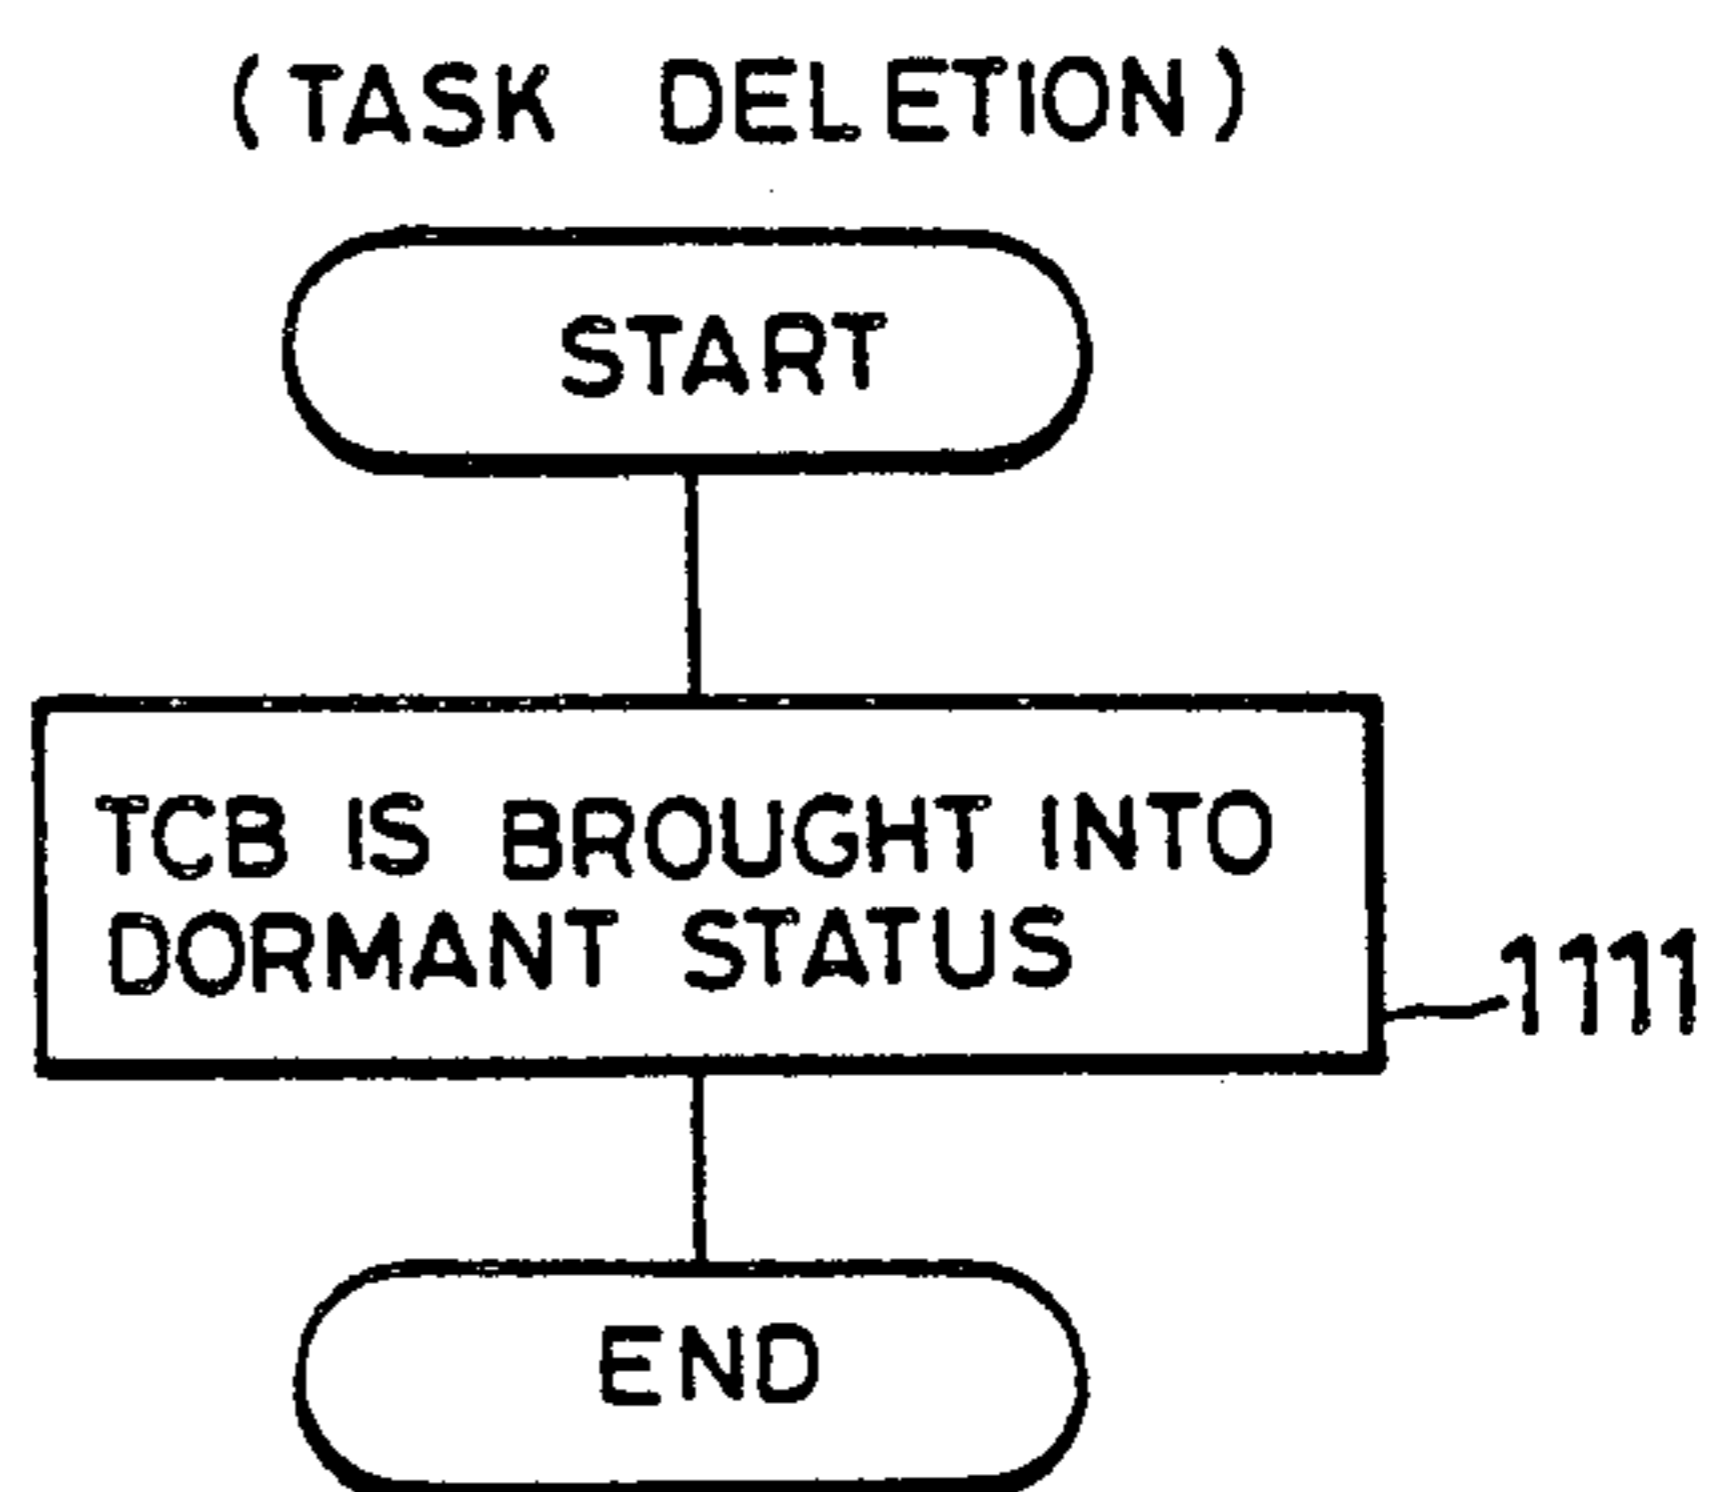 (TASK DELETION)
START
TCB IS BROUGHT INTO
DORMANT STATUS
1111
END